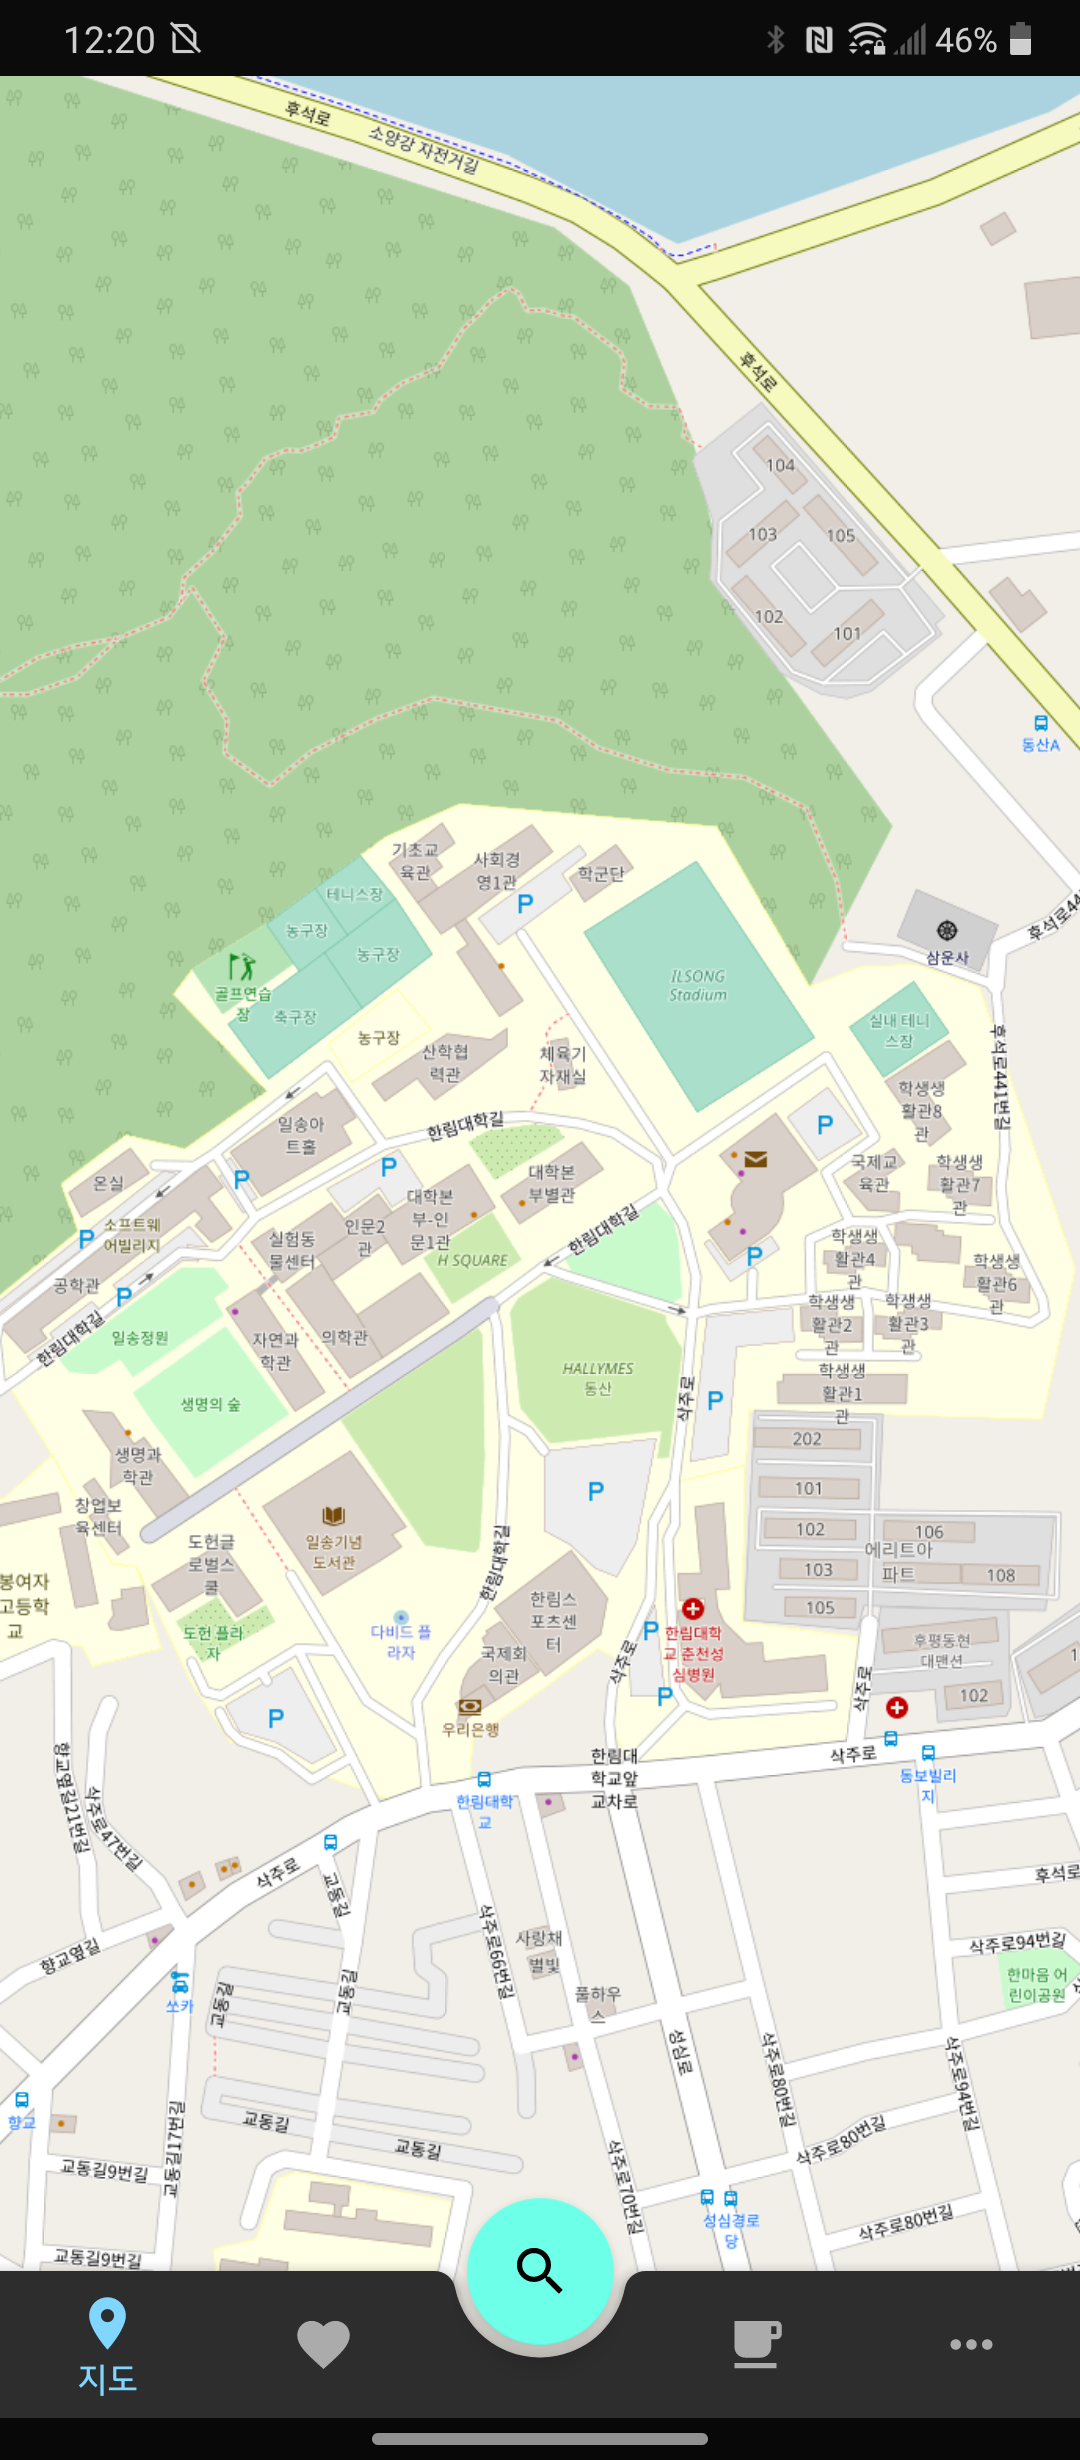 12:20
46%
후석로
소양강 자전거길
후석로
104
103
105
102
101
동산A
기초교
육관
사회경
영1관
학군단
테니스장
농구장
농구장
골프연습
장
축구장
농구장
ILSONG
Stadium
삼운사
후석로44
실내 테니
스장
후석로441번길
산학협
력관
체육기
자재실
학생생
활관8
관
일송아
트홀
한림대학길
국제교
육관
학생생
활관7
관
온실
대학본
부별관
대학본
부-인
문1관
인문2
관
소프트웨
어빌리지
실험동
물센터
H SQUARE
한림대학길
학생생
활관4
관
학생생
활관6
관
공학관
한림대학길
일송정원
자연과
학관
의학관
학생생
활관2
관
학생생
활관3
관
HALLYMES
동산
삭주로
학생생
활관1
관
생명의 숲
생명과
학관
202
101
102
106
에리트아
파트
103
108
105
창업보
육센터
도헌글
로벌스
쿨
일송기념
도서관
한림대학길
봉여자
고등학
교
도헌 플라
자
다비드 플
라자
한림스
포츠센
터
국제회
의관
한림대학
교 춘천성
심병원
후평동현
대맨션
1
102
삭주로
삭주로
우리은행
한림대
학교앞
교차로
삭주로
동보빌리
지
한림대학
교
향교옆길21번길
삭주로47번길
삭주로
교동길
후석로
향교옆길
삭주로66번길
사랑채
별빛
삭주로94번길
한마음 어
린이공원
쏘카
교동길
교동길
풀하우
스
성심로
삭주로80번길
삭주로94번길
향교
교동길
교동길
교동길17번길
교동길9번길
삭주로70번길
삭주로80번길
성심경로
당
삭주로80번길
교동길9번길
지도